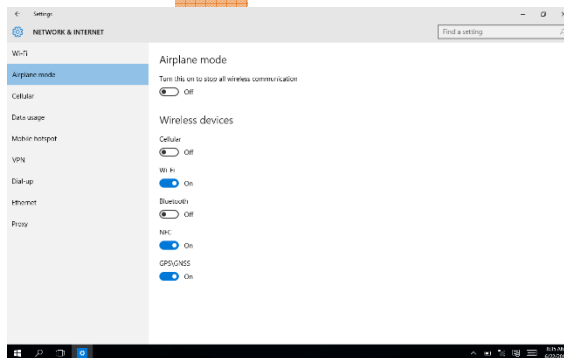 Settings
NETWORK & INTERNET
Find a setting
Wi-Fi
Airplane mode
Cellular
Data usage
Mobile hotspot
VPN
Dial-up
Ethernet
Proxy
Airplane mode
Turn this on to stop all wireless communication
Off
Wireless devices
Cellular
Off
Wi-Fi
On
Bluetooth
Off
NFC
On
GPS\GNSS
On